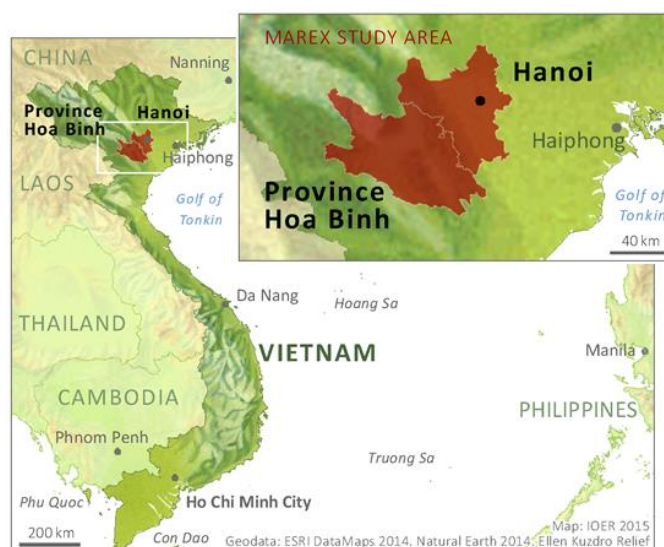 MAREX STUDY AREA
Hanoi
Haiphong
Province
Hoa Binh
Golf of
Tonkin
40 km
CHINA
Nanning
Province
Hoa Binh
Hanoi
Haiphong
LAOS
Golf of
Tonkin
Da Nang
Hoang Sa
THAILAND
VIETNAM
Manila
CAMBODIA
PHILIPPINES
Phnom Penh
Truong Sa
Phu Quoc
Ho Chi Minh City
200 km
Con Dao
Map: IOER 2015
Geodata: ESRI DataMaps 2014, Natural Earth 2014, Ellen Kuzdro Relief